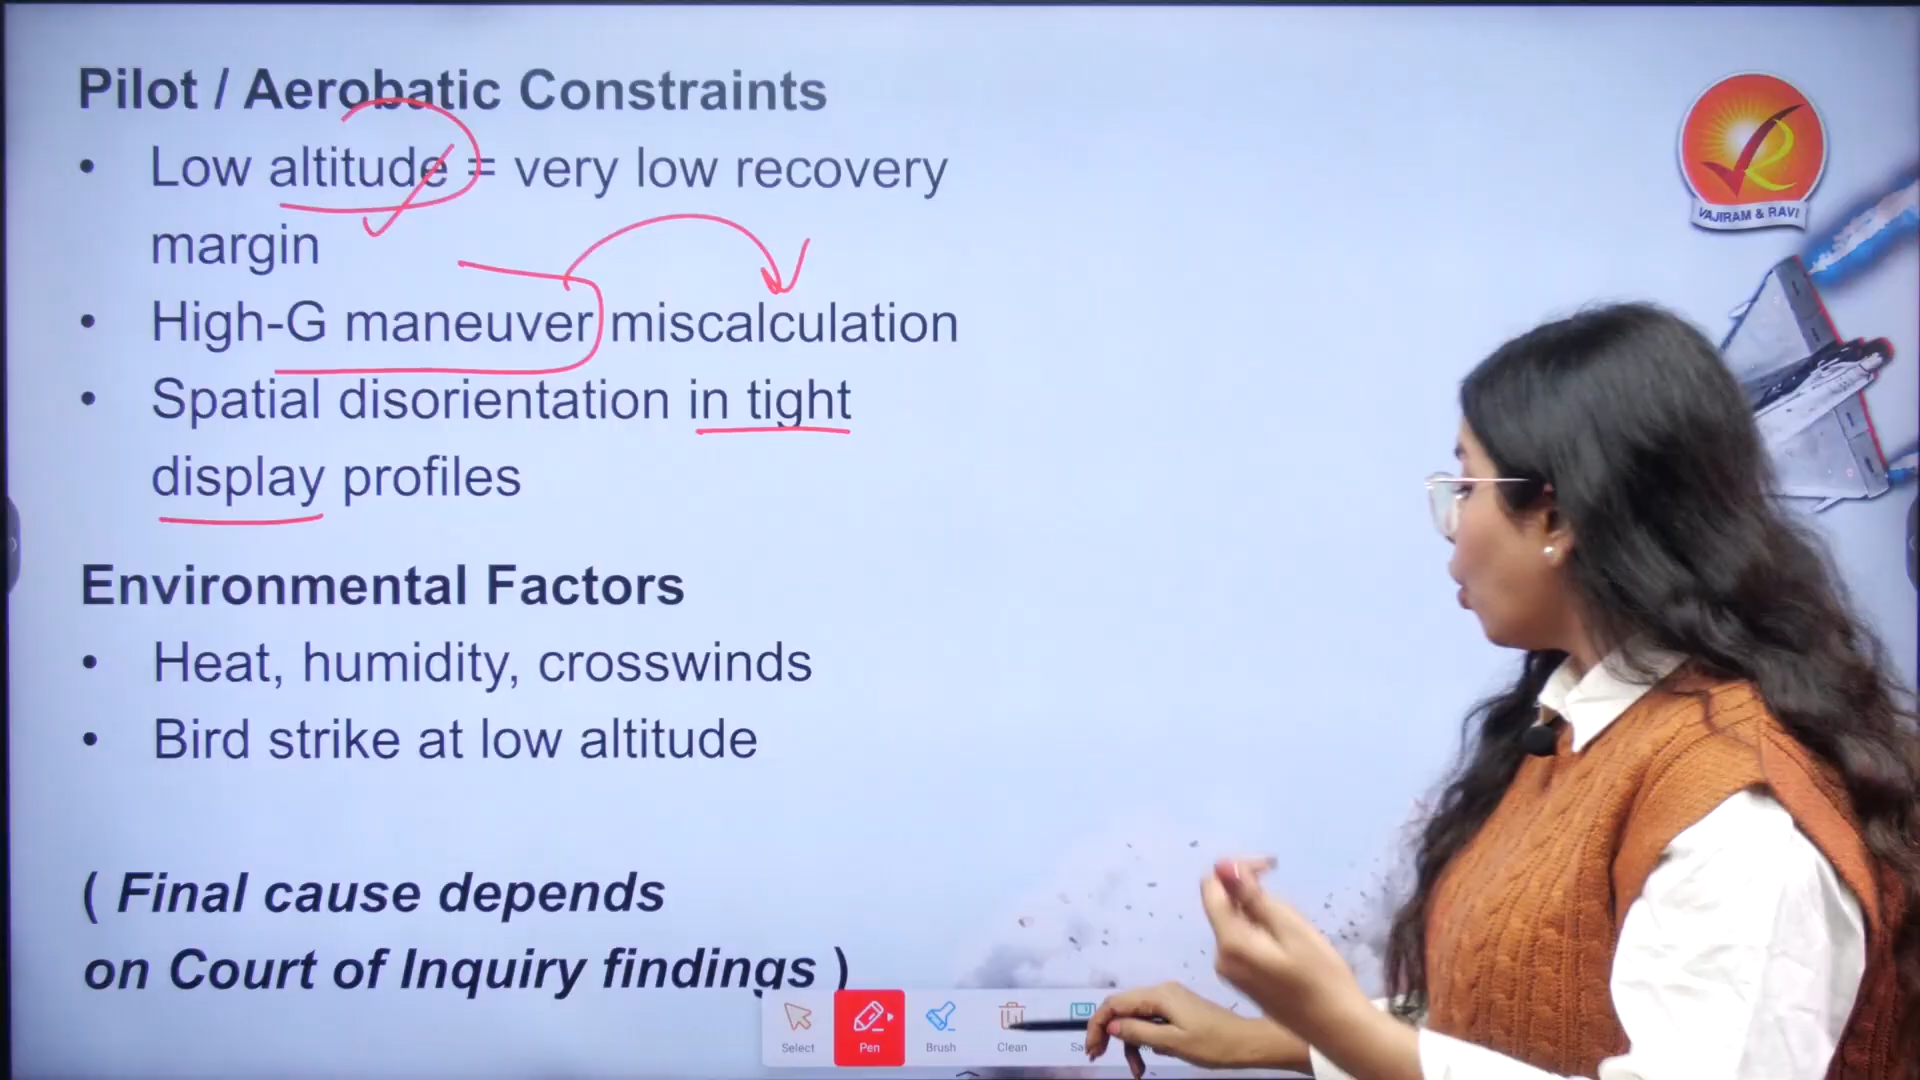 Pilot / Aerobatic Constraints
• Low altitude = very low recovery
margin
• High-G maneuver miscalculation
• Spatial disorientation in tight
display profiles
Environmental Factors
• Heat, humidity, crosswinds
• Bird strike at low altitude
( Final cause depends
on Court of Inquiry findings )
VAJIRAM & RAVI
Select Pen Brush Clean